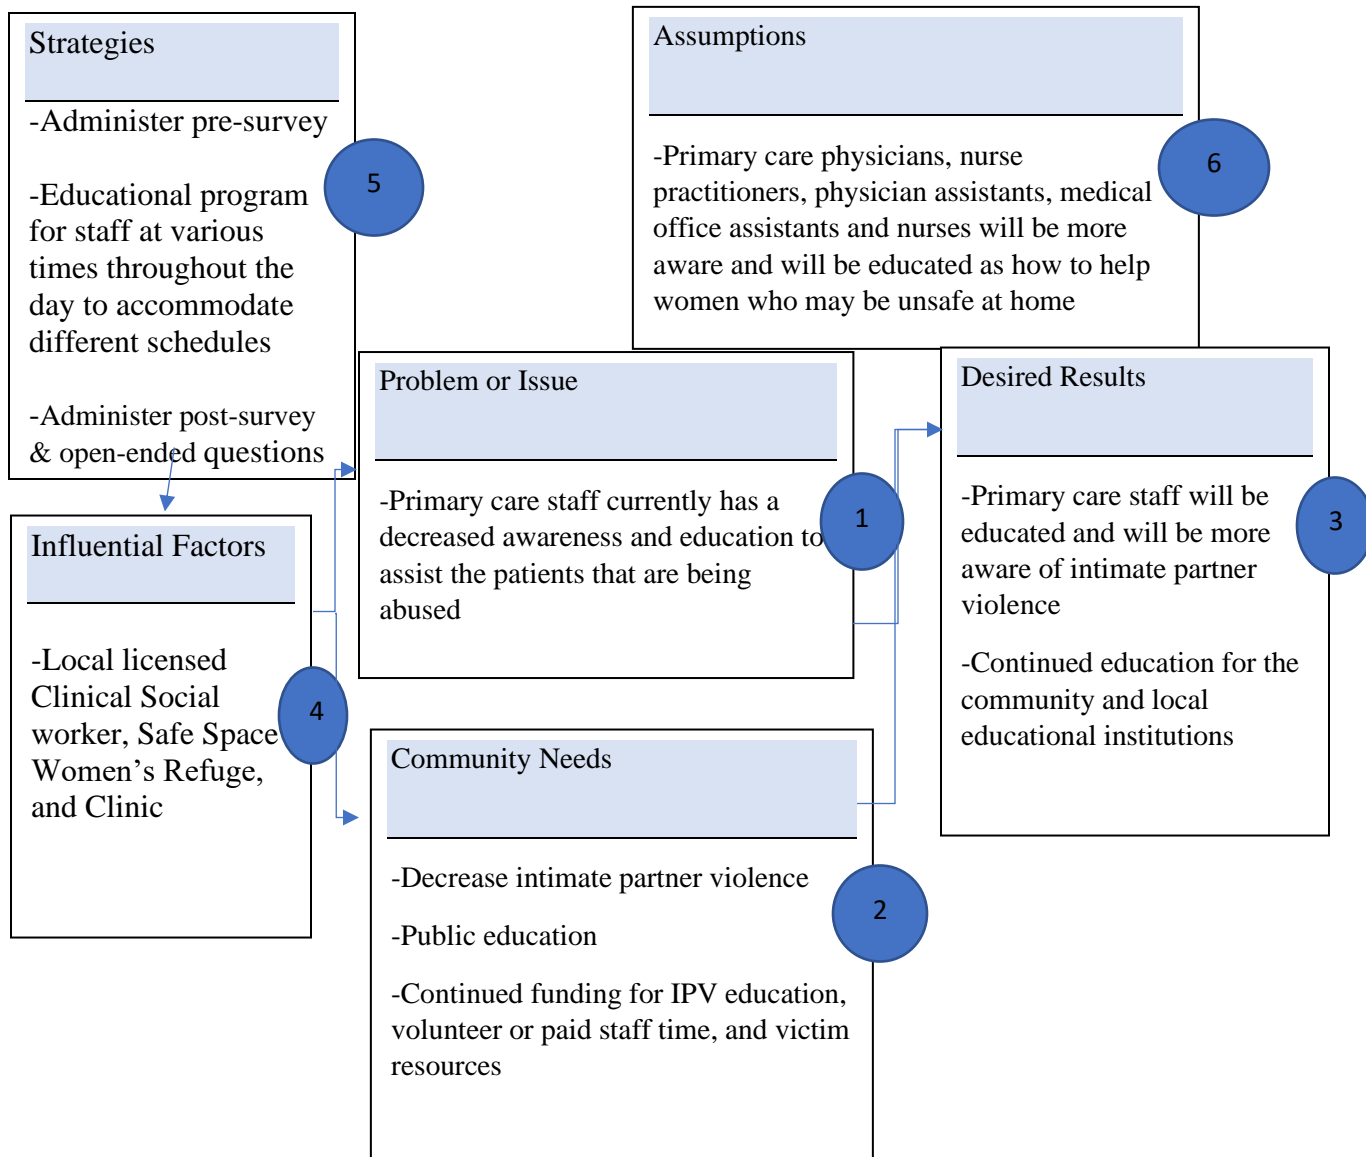 Strategies
-Administer pre-survey
-Educational program
for staff at various
times throughout the
day to accommodate
different schedules
-Administer post-survey
& open-ended questions
5
Assumptions
-Primary care physicians, nurse
practitioners, physician assistants, medical
office assistants and nurses will be more
aware and will be educated as how to help
women who may be unsafe at home
6
Problem or Issue
-Primary care staff currently has a
decreased awareness and education to
assist the patients that are being
abused
1
Desired Results
-Primary care staff will be
educated and will be more
aware of intimate partner
violence
-Continued education for the
community and local
educational institutions
3
Influential Factors
-Local licensed
Clinical Social
worker, Safe Space
Women’s Refuge,
and Clinic
4
Community Needs
-Decrease intimate partner violence
-Public education
-Continued funding for IPV education,
volunteer or paid staff time, and victim
resources
2